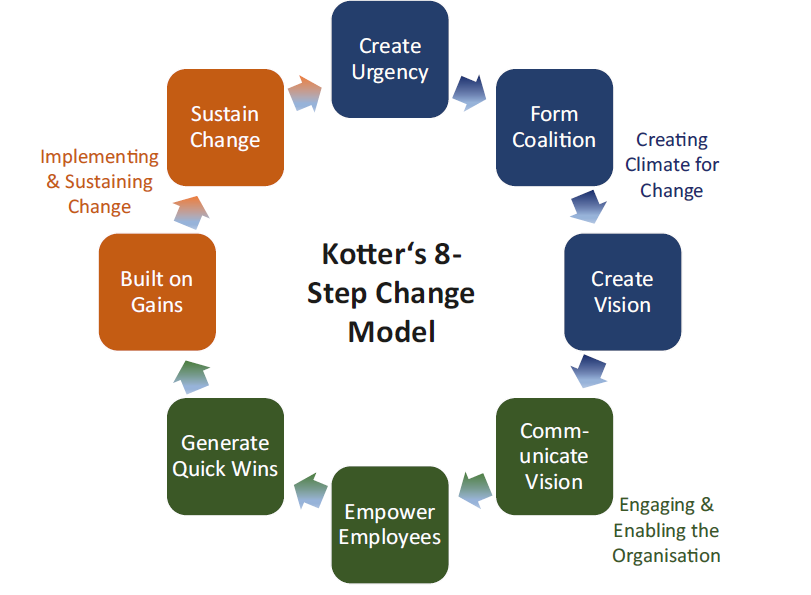 Create
Urgency
Form
Coalition
Creating
Climate for
Change
Create
Vision
Comm-
unicate
Vision
Engaging &
Enabling the
Organisation
Empower
Employees
Generate
Quick Wins
Built on
Gains
Implementing
& Sustaining
Change
Sustain
Change
Kotter‘s 8-
Step Change
Model